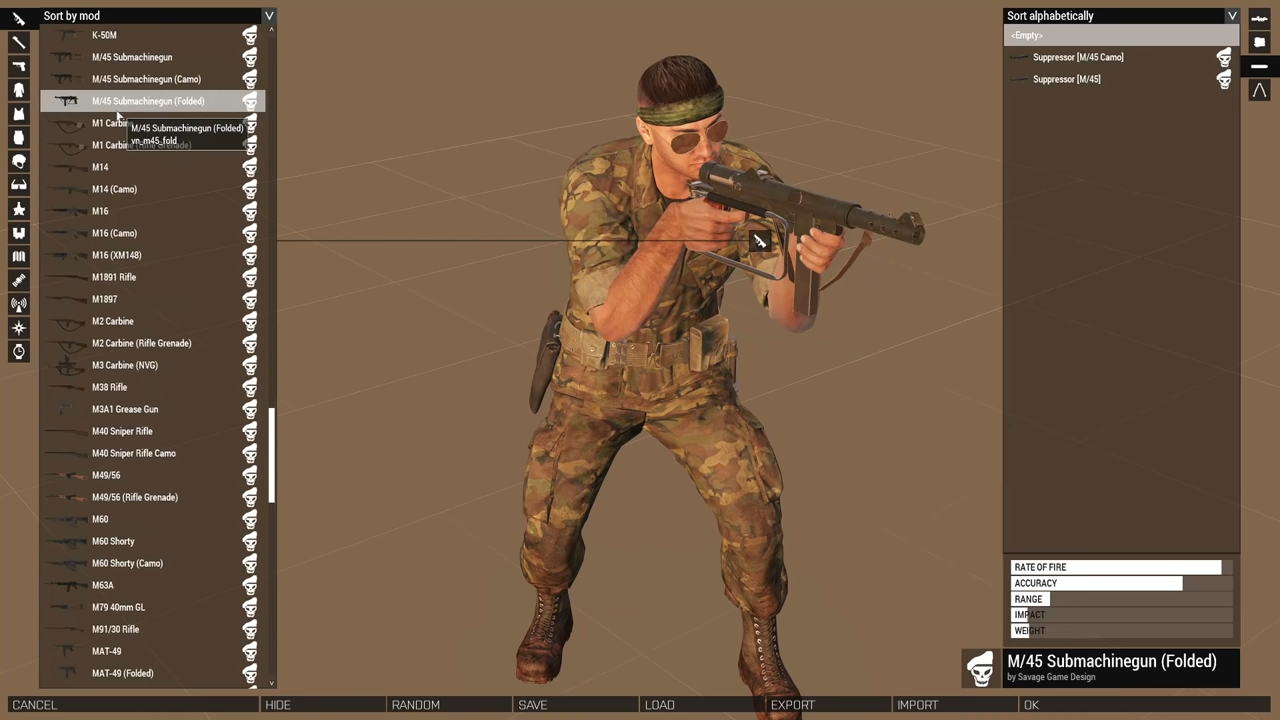 Sort by mod
V
K-50M
M/45 Submachinegun
M/45 Submachinegun (Camo)
M/45 Submachinegun (Folded)
M1 Carbin
M/45 Submachinegun (Folded)
vn_m45_fold
M1 Carbin
M14
M14 (Camo)
M16
M16 (Camo)
M16 (XM148)
M1891 Rifle
M1897
M2 Carbine
M2 Carbine (Rifle Grenade)
M3 Carbine (NVG)
M38 Rifle
M3A1 Grease Gun
M40 Sniper Rifle
M40 Sniper Rifle Camo
M49/56
M49/56 (Rifle Grenade)
M60
M60 Shorty
M60 Shorty (Camo)
M63A
M79 40mm GL
M91/30 Rifle
MAT-49
MAT-49 (Folded)
Sort alphabetically
V
<Empty>
Suppressor [M/45 Camo]
Suppressor [M/45]
RATE OF FIRE
ACCURACY
RANGE
IMPACT
WEIGHT
M/45 Submachinegun (Folded)
by Savage Game Design
CANCEL
HIDE
RANDOM
SAVE
LOAD
EXPORT
IMPORT
OK